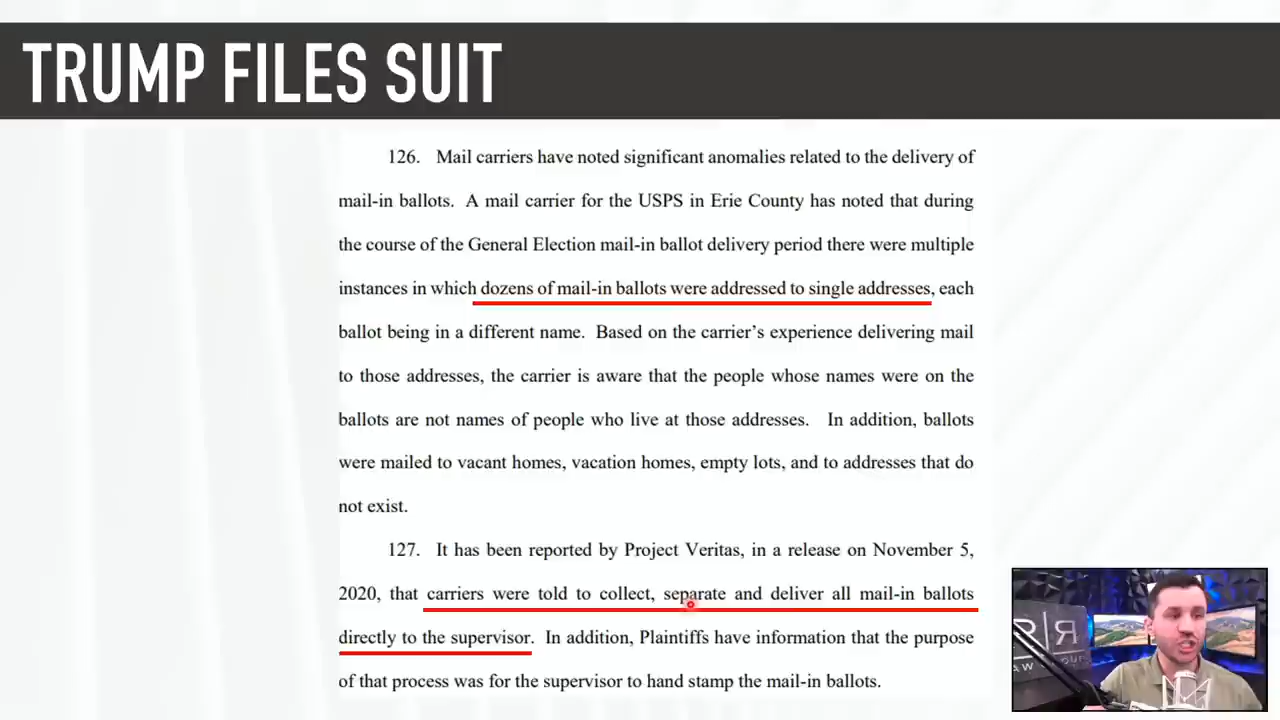 TRUMP FILES SUIT
126. Mail carriers have noted significant anomalies related to the delivery of
mail-in ballots. A mail carrier for the USPS in Erie County has noted that during
the course of the General Election mail-in ballot delivery period there were multiple
instances in which dozens of mail-in ballots were addressed to single addresses, each
ballot being in a different name. Based on the carrier’s experience delivering mail
to those addresses, the carrier is aware that the people whose names were on the
ballots are not names of people who live at those addresses. In addition, ballots
were mailed to vacant homes, vacation homes, empty lots, and to addresses that do
not exist.
127. It has been reported by Project Veritas, in a release on November 5,
2020, that carriers were told to collect, separate and deliver all mail-in ballots
directly to the supervisor. In addition, Plaintiffs have information that the purpose
of that process was for the supervisor to hand stamp the mail-in ballots.